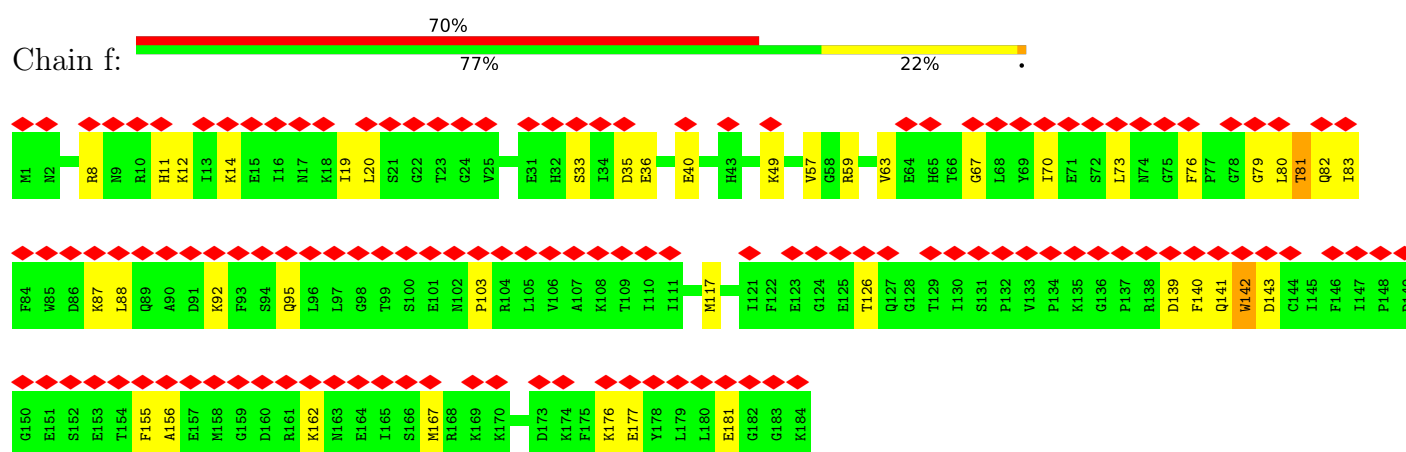 70%
Chain f:
77% 22% •
M1 N2 R8 N9 R10 H11 K12 I13 K14 E15 I16 N17 K18 I19 L20 S21 G22 T23 G24 V25 E31 H32 S33 I34 D35 E36 E40 H43 K49 V57 G58 R59 V63 E64 H65 T66 G67 L68 Y69 I70 E71 S72 L73 N74 G75 F76 P77 G78 G79 L80 T81 Q82 I83
F84 W85 D86 K87 L88 Q89 A90 D91 K92 F93 S94 Q95 L96 L97 G98 T99 S100 E101 N102 P103 R104 L105 V106 A107 K108 T109 I110 I111 M117 I121 F122 E123 G124 E125 T126 Q127 G128 T129 I130 S131 P132 V133 P134 K135 G136 P137 R138 D139 F140 Q141 W142 D143 C144 I145 F146 I147 P148
G150 E151 S152 E153 T154 F155 A156 E157 M158 G159 D160 R161 K162 N163 E164 I165 S166 M167 R168 K169 K170 D173 K174 F175 K176 E177 Y178 L179 L180 E181 G182 G183 K184